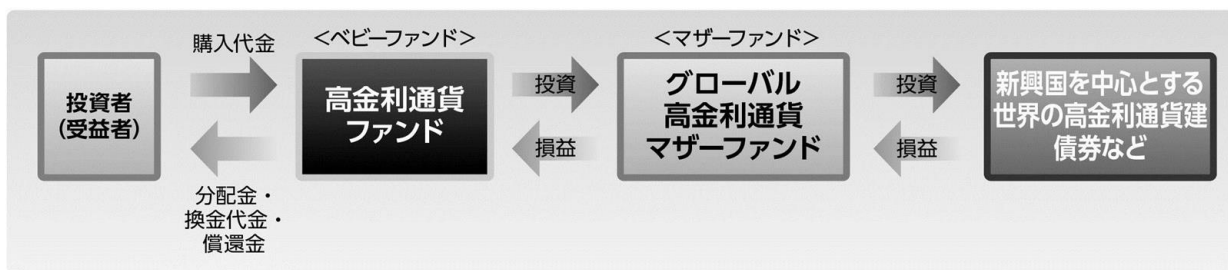 購入代金
<ベビーファンド>
<マザーファンド>
投資者
(受益者)
高金利通貨
ファンド
投資
損益
グローバル
高金利通貨
マザーファンド
投資
損益
新興国を中心とする
世界の高金利通貨建
債券など
分配金・
換金代金・
償還金